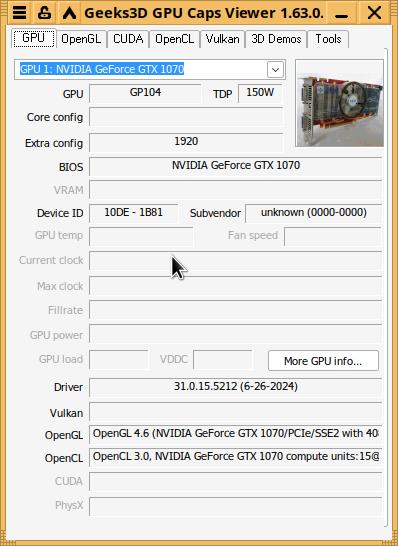 Geeks3D GPU Caps Viewer 1.63.0.
GPU OpenGL CUDA OpenCL Vulkan 3D Demos Tools
GPU 1: NVIDIA GeForce GTX 1070
GPU GP104 TDP 150W
Core config
Extra config 1920
BIOS NVIDIA GeForce GTX 1070
VRAM
Device ID 10DE - 1B81 Subvendor unknown (0000-0000)
GPU temp Fan speed
Current clock
Max clock
Fillrate
GPU power
GPU load VDDC More GPU info...
Driver 31.0.15.5212 (6-26-2024)
Vulkan
OpenGL OpenGL 4.6 (NVIDIA GeForce GTX 1070/PCIe/SSE2 with 40
OpenCL OpenCL 3.0, NVIDIA GeForce GTX 1070 compute units:15@
CUDA
PhysX